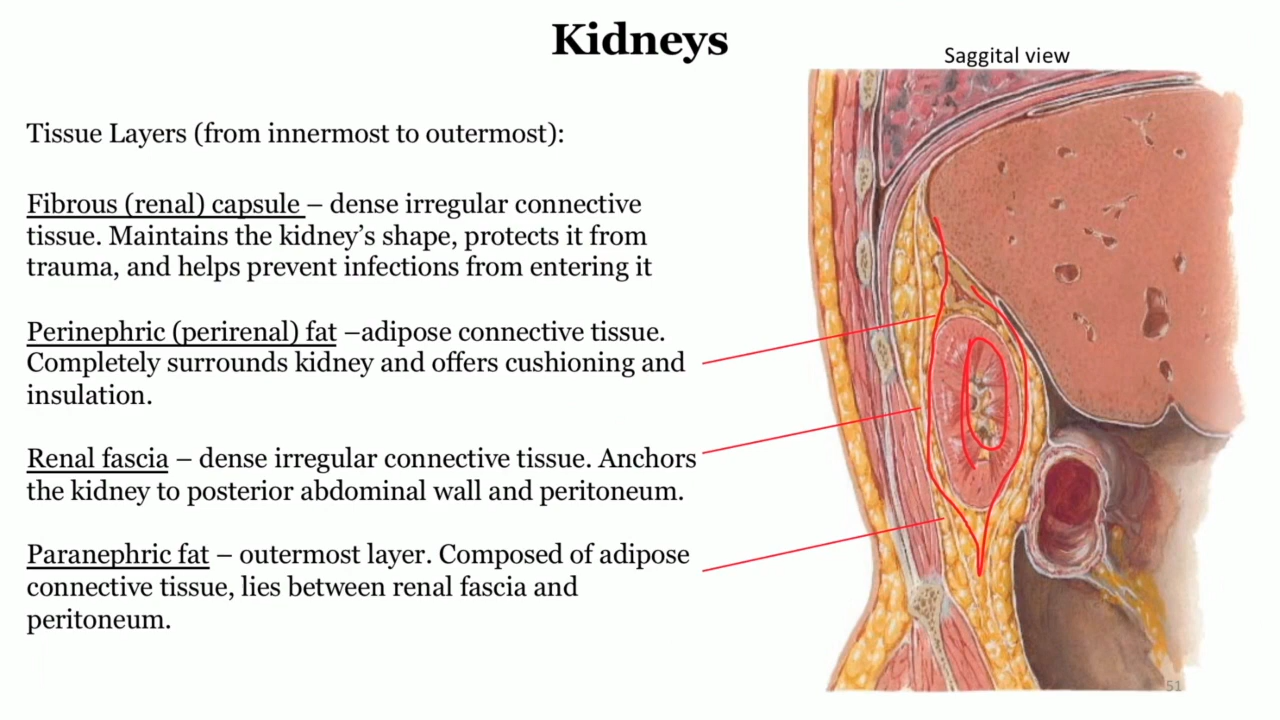 Kidneys
Saggital view
Tissue Layers (from innermost to outermost):
Fibrous (renal) capsule – dense irregular connective
tissue. Maintains the kidney’s shape, protects it from
trauma, and helps prevent infections from entering it
Perinephric (perirenal) fat –adipose connective tissue.
Completely surrounds kidney and offers cushioning and
insulation.
Renal fascia – dense irregular connective tissue. Anchors
the kidney to posterior abdominal wall and peritoneum.
Paranephric fat – outermost layer. Composed of adipose
connective tissue, lies between renal fascia and
peritoneum.
51